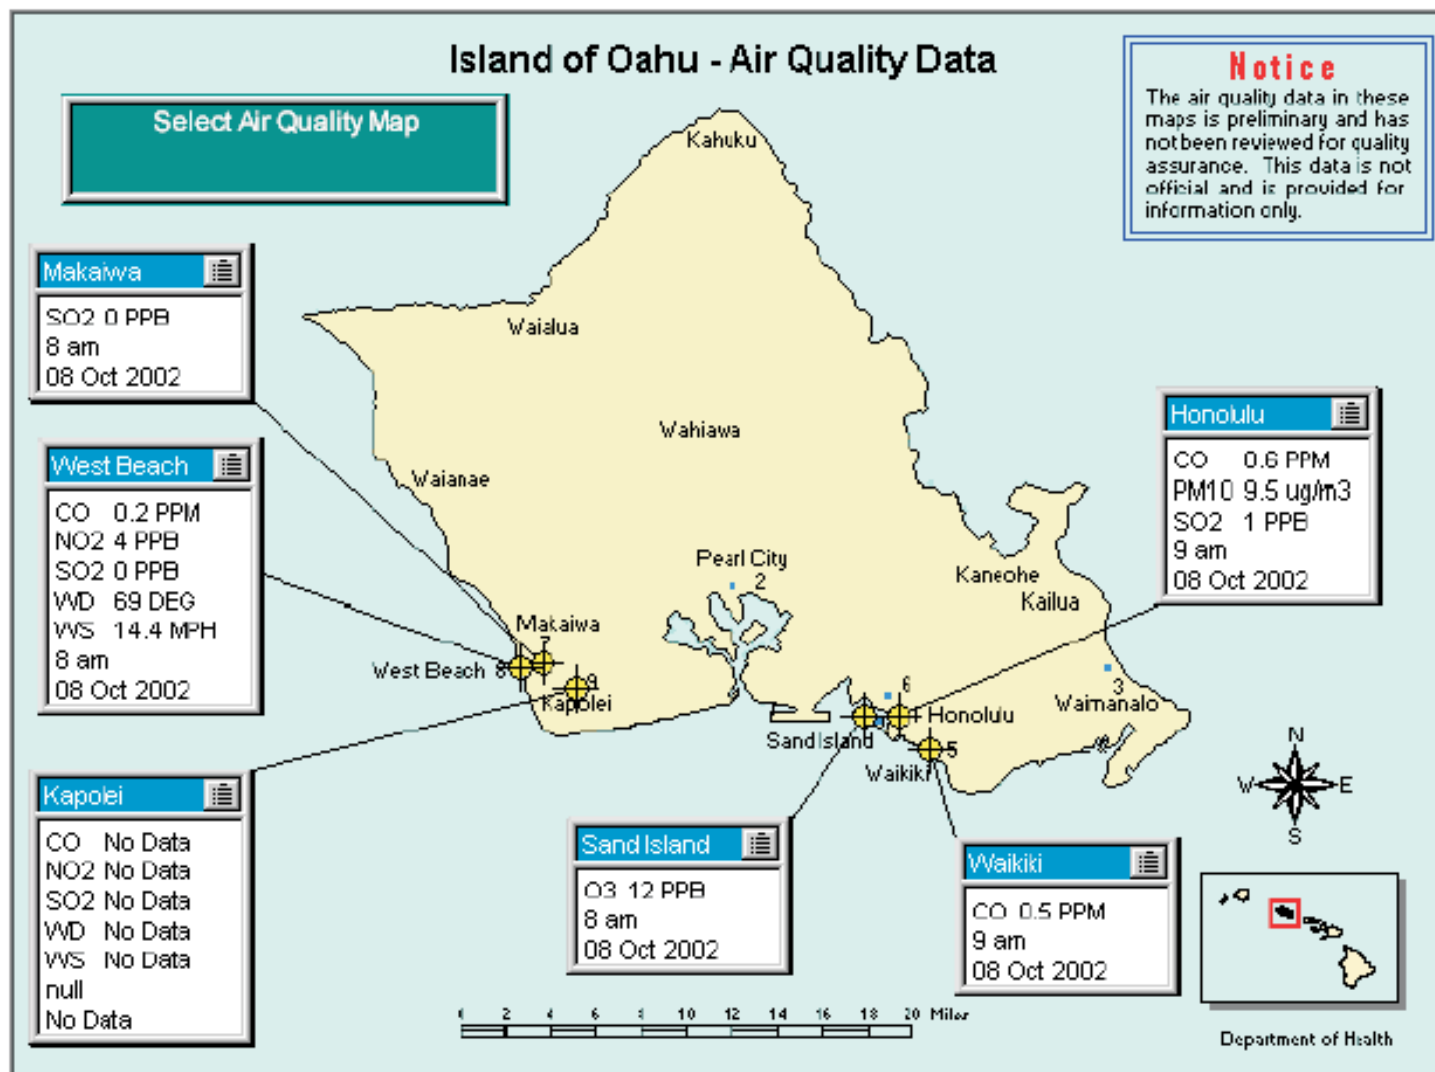 Island of Oahu - Air Quality Data
Notice
The air quality data in these
maps is preliminary and has
not been reviewed for quality
assurance. This data is not
official and is provided for
information only.
Select Air Quality Map
Kahuku
Makaiwa
SO2 0 PPB
8 am
08 Oct 2002
Waialua
Wahiawa
Waianae
West Beach
CO 0.2 PPM
NO2 4 PPB
SO2 0 PPB
WD 69 DEG
WS 14.4 MPH
8 am
08 Oct 2002
Honolulu
CO 0.6 PPM
PM10 9.5 ug/m3
SO2 1 PPB
9 am
08 Oct 2002
Pearl City
2
Kaneohe
Kailua
Makaiwa
7
West Beach 8
9
Kapolei
6
Honolulu
3
Waimanalo
Sand Island
Waikiki
5
Kapolei
CO No Data
NO2 No Data
SO2 No Data
WD No Data
WS No Data
null
No Data
Sand Island
O3 12 PPB
8 am
08 Oct 2002
Waikiki
CO 0.5 PPM
9 am
08 Oct 2002
N
W E
S
2 4 6 8 10 12 14 16 18 20 Miles
Department of Health